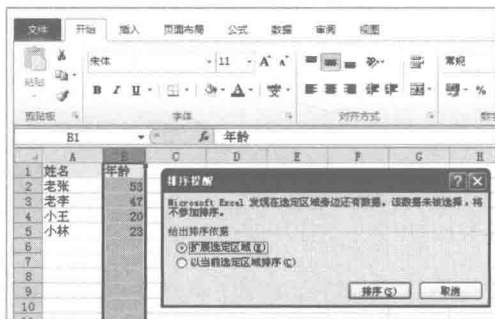 文件 开始 插入 页面布局 公式 数据 审阅 视图
宋体 11 A A 常规
粘贴 B I U A 变 %
剪贴板 字体 对齐方式 数字
B1 fx 年龄
A B C D E F G H
1 姓名 年龄
2 老张 53
3 老李 47
4 小王 20
5 小林 23
6
7
8
9
10
排序提醒
Microsoft Excel 发现在选定区域旁边还有数据。该数据未被选择，将
不参加排序。
给出排序依据
扩展选定区域(E)
以当前选定区域排序(C)
排序(S) 取消